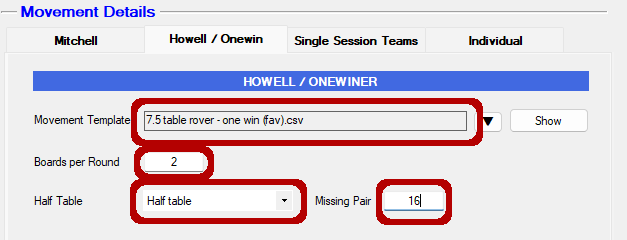 Movement Details
Mitchell Howell / Onewin Single Session Teams Individual
HOWELL / ONEWINER
Movement Template 7.5 table rover - one win (fav).csv Show
Boards per Round 2
Half Table Half table Missing Pair 16